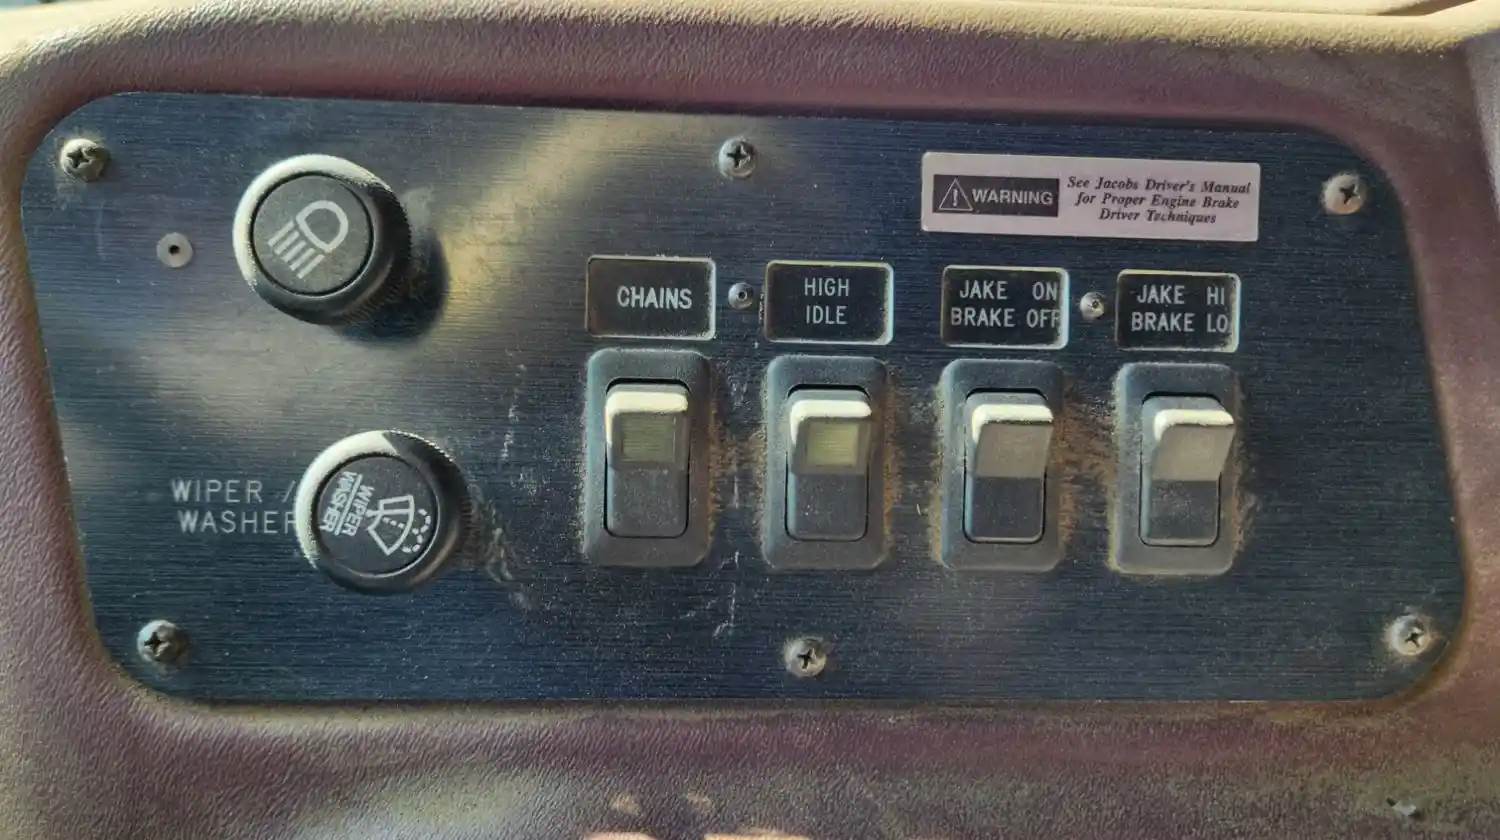 WARNING
See Jacobs Driver's Manual
for Proper Engine Brake
Driver Techniques
CHAINS
HIGH
IDLE
JAKE ON
BRAKE OFF
JAKE HI
BRAKE LO
WIPER /
WASHER
WIPER
WASHER